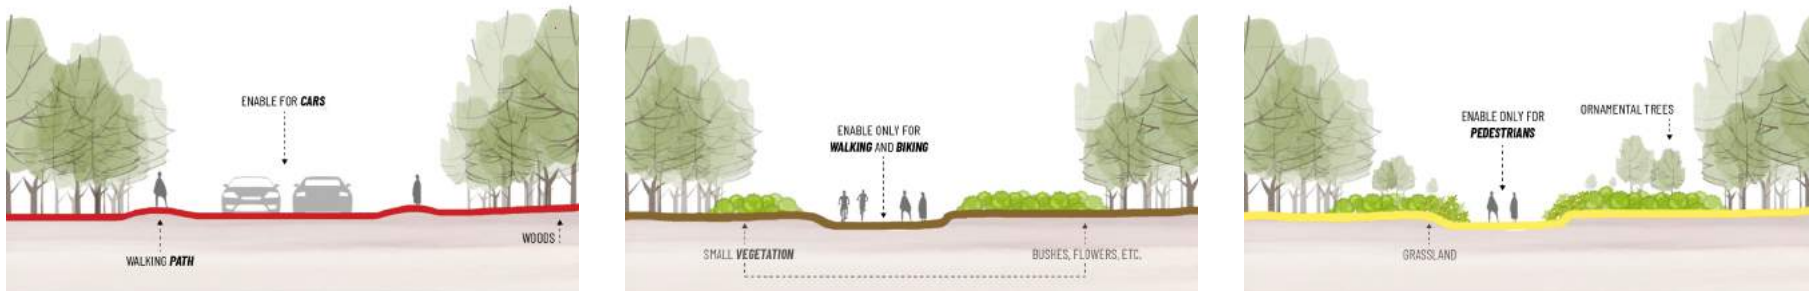 ENABLE FOR CARS
WALKING PATH
WOODS
ENABLE ONLY FOR
WALKING AND BIKING
SMALL VEGETATION
BUSHES, FLOWERS, ETC.
ENABLE ONLY FOR
PEDESTRIANS
ORNAMENTAL TREES
GRASSLAND